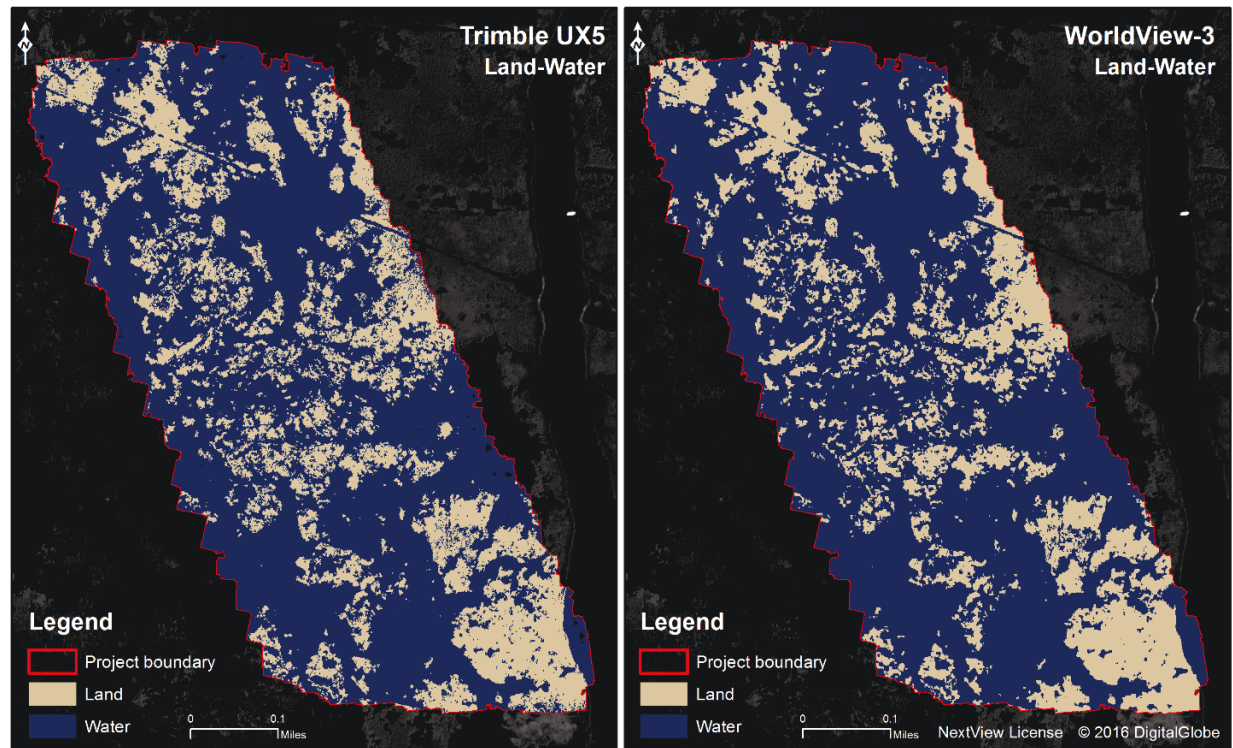 N
Trimble UX5
Land-Water
Legend
Project boundary
Land
Water
0 0.1
Miles
N
WorldView-3
Land-Water
Legend
Project boundary
Land
Water
0 0.1
Miles
NextView License © 2016 DigitalGlobe